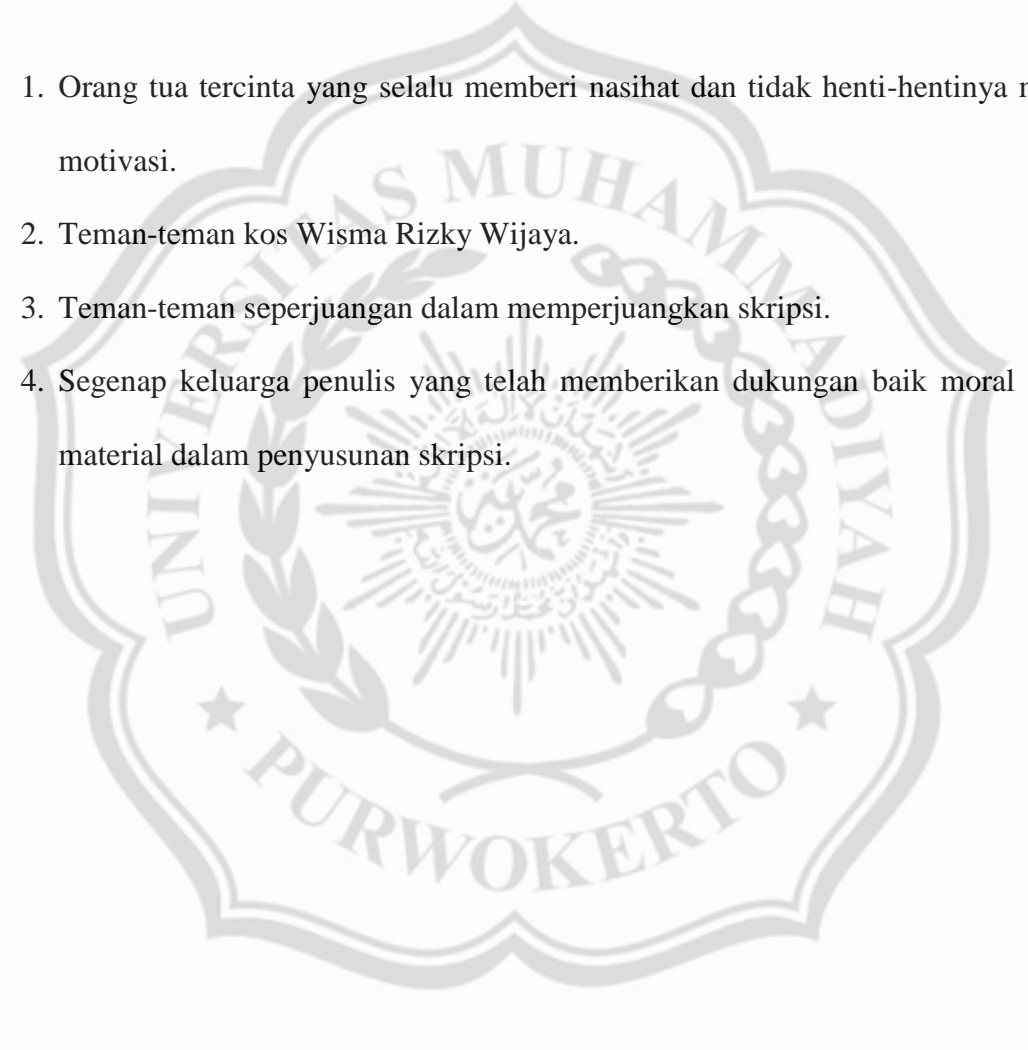 1. Orang tua tercinta yang selalu memberi nasihat dan tidak henti-hentinya
motivasi.
2. Teman-teman kos Wisma Rizky Wijaya.
3. Teman-teman seperjuangan dalam memperjuangkan skripsi.
4. Segenap keluarga penulis yang telah memberikan dukungan baik moral
material dalam penyusunan skripsi.
UNIVERSITAS MUHAMMADIYAH
PURWOKERTO